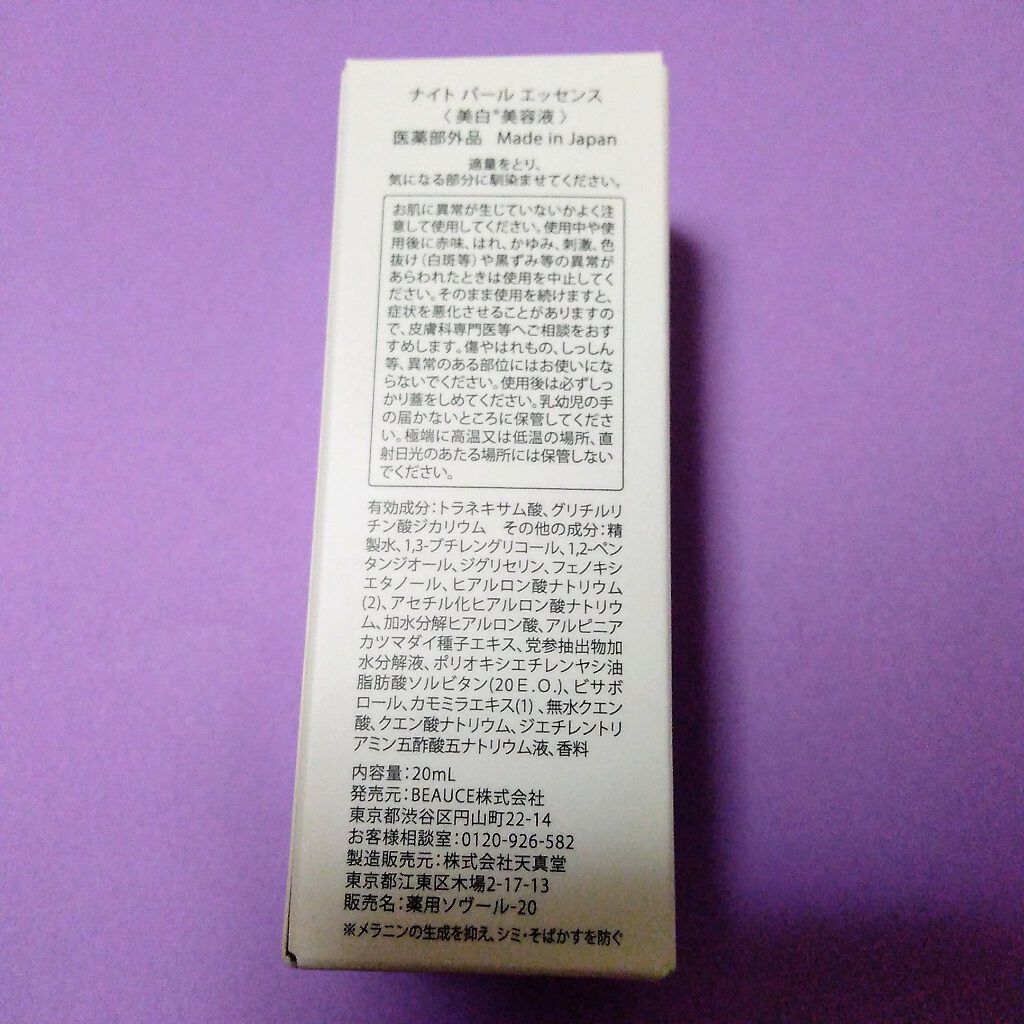 ナイト パール エッセンス
〈 美白※美容液 〉
医薬部外品 Made in Japan
適量をとり、
気になる部分に馴染ませてください。
お肌に異常が生じていないかよく注
意して使用してください。使用中や使
用後に赤味、はれ、かゆみ、刺激、色
抜け(白斑等)や黒ずみ等の異常が
あらわれたときは使用を中止してく
ださい。そのまま使用を続けますと、
症状を悪化させることがありますの
で、皮膚科専門医等へご相談をおす
すめします。傷やはれもの、しっしん
等、異常のある部位にはお使いにな
らないでください。使用後は必ずしっ
かり蓋をしめてください。乳幼児の手
の届かないところに保管してくださ
い。極端に高温又は低温の場所、直
射日光のあたる場所には保管しない
でください。
有効成分:トラネキサム酸、グリチルリ
チン酸ジカリウム その他の成分:精
製水、1,3-ブチレングリコール、1,2-ペン
タンジオール、ジグリセリン、フェノキシ
エタノール、ヒアルロン酸ナトリウム
(2)、アセチル化ヒアルロン酸ナトリウ
ム、加水分解ヒアルロン酸、アルピニア
カツマダイ種子エキス、党参抽出物加
水分解液、ポリオキシエチレンヤシ油
脂肪酸ソルビタン(20E.O.)、ビサボ
ロール、カモミラエキス(1) 、無水クエン
酸、クエン酸ナトリウム、ジエチレントリ
アミン五酢酸五ナトリウム液、香料
内容量:20mL
発売元:BEAUCE株式会社
東京都渋谷区円山町22-14
お客様相談室:0120-926-582
製造販売元:株式会社天真堂
東京都江東区木場2-17-13
販売名:薬用ソヴール-20
※メラニンの生成を抑え、シミ・そばかすを防ぐ